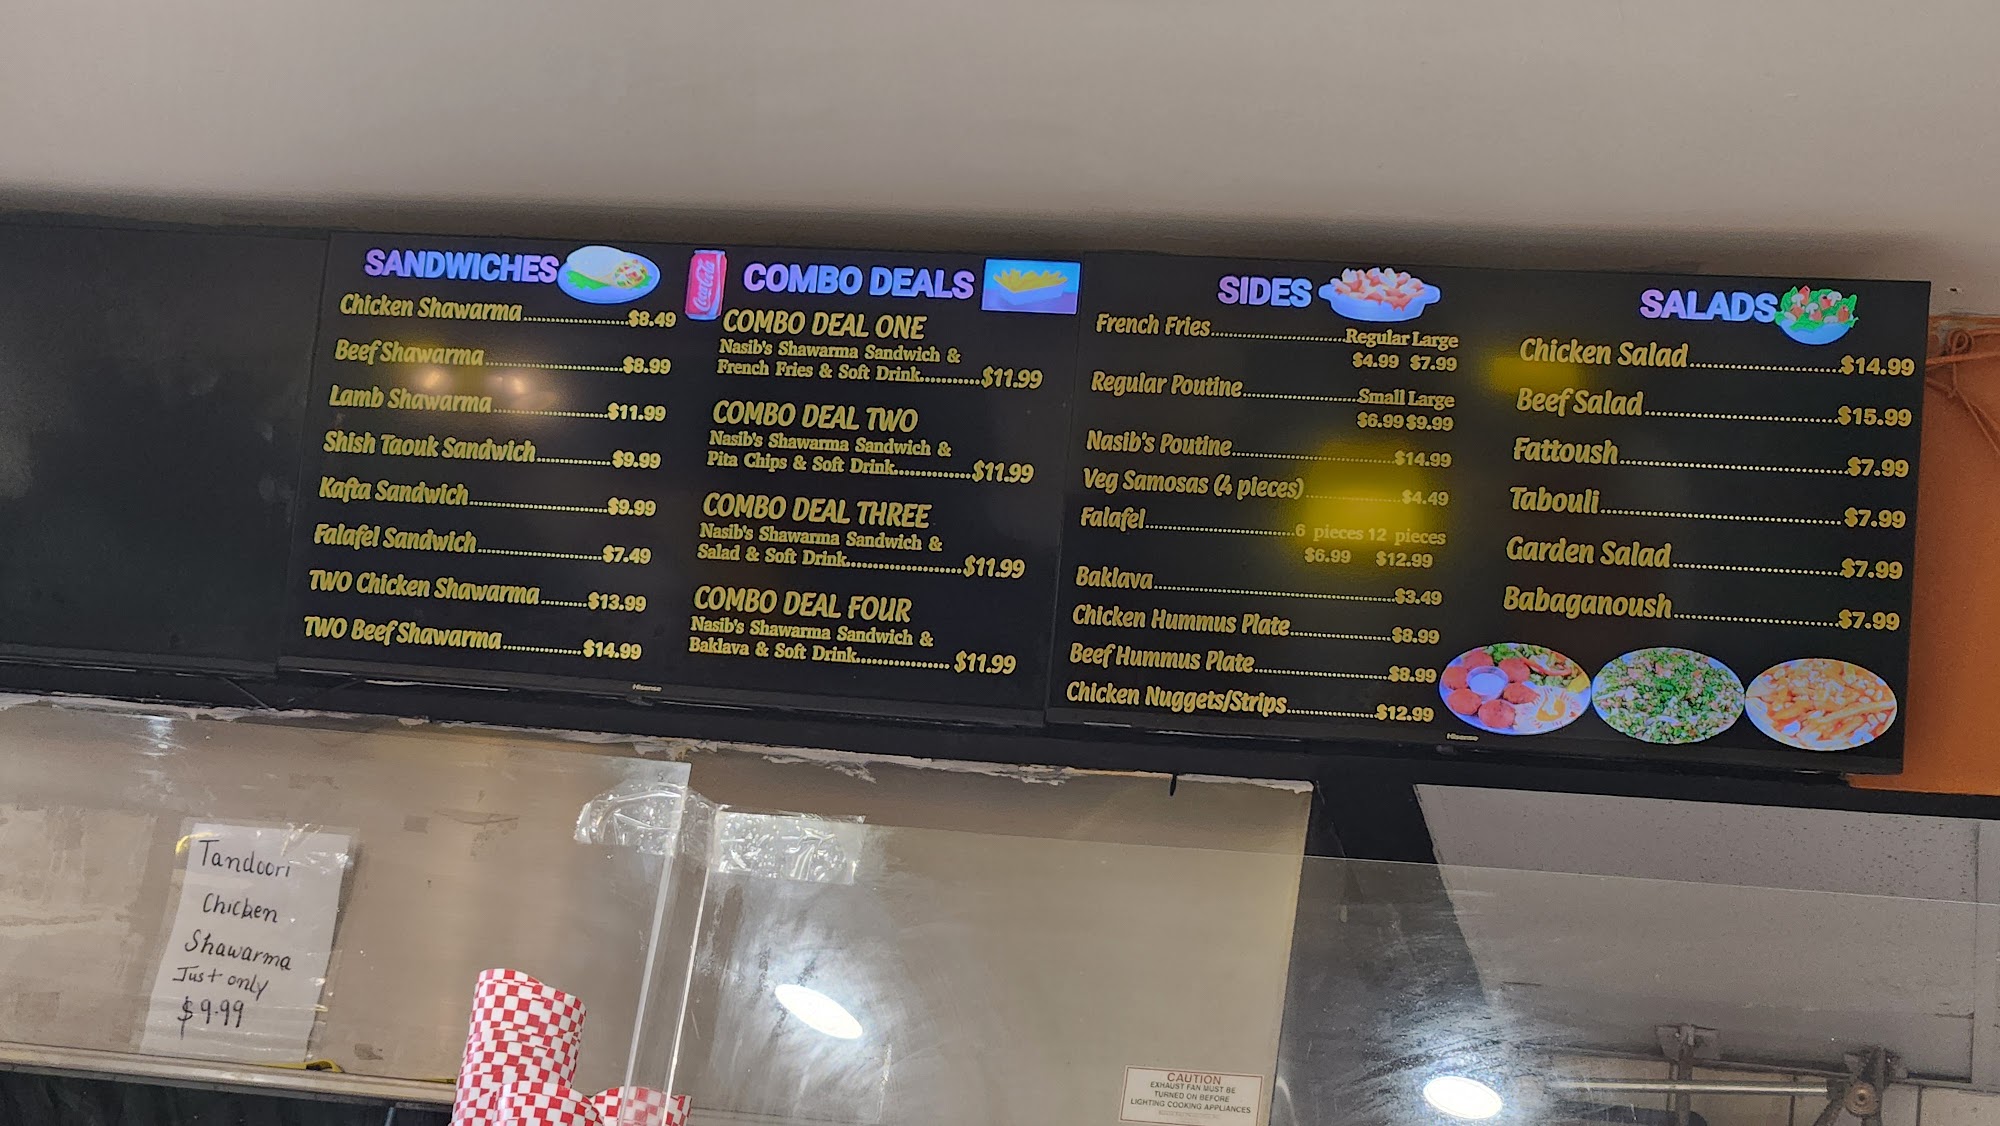 SANDWICHES
Chicken Shawarma.......................$8.49
Beef Shawarma.............................$8.99
Lamb Shawarma.........................$11.99
Shish Taouk Sandwich................$9.99
Kafta Sandwich..............................$9.99
Falafel Sandwich...........................$7.49
TWO Chicken Shawarma..........$13.99
TWO Beef Shawarma.................$14.99
Coca-Cola
COMBO DEALS
COMBO DEAL ONE
Nasib's Shawarma Sandwich &
French Fries & Soft Drink...........$11.99
COMBO DEAL TWO
Nasib's Shawarma Sandwich &
Pita Chips & Soft Drink..............$11.99
COMBO DEAL THREE
Nasib's Shawarma Sandwich &
Salad & Soft Drink.....................$11.99
COMBO DEAL FOUR
Nasib's Shawarma Sandwich &
Baklava & Soft Drink.................. $11.99
Hisense
SIDES
French Fries..............................Regular Large
$4.99 $7.99
Regular Poutine.........................Small Large
$6.99 $9.99
Nasib's Poutine....................................$14.99
Veg Samosas (4 pieces).....................$4.49
Falafel.................................6 pieces 12 pieces
$6.99 $12.99
Baklava.....................................................$3.49
Chicken Hummus Plate......................$8.99
Beef Hummus Plate.............................$8.99
Chicken Nuggets/Strips...................$12.99
Hisense
SALADS
Chicken Salad.........................$14.99
Beef Salad................................$15.99
Fattoush.....................................$7.99
Tabouli........................................$7.99
Garden Salad............................$7.99
Babaganoush...........................$7.99
Tandoori
Chicken
Shawarma
Just only
$9.99
CAUTION
EXHAUST FAN MUST BE
TURNED ON BEFORE
LIGHTING COOKING APPLIANCES